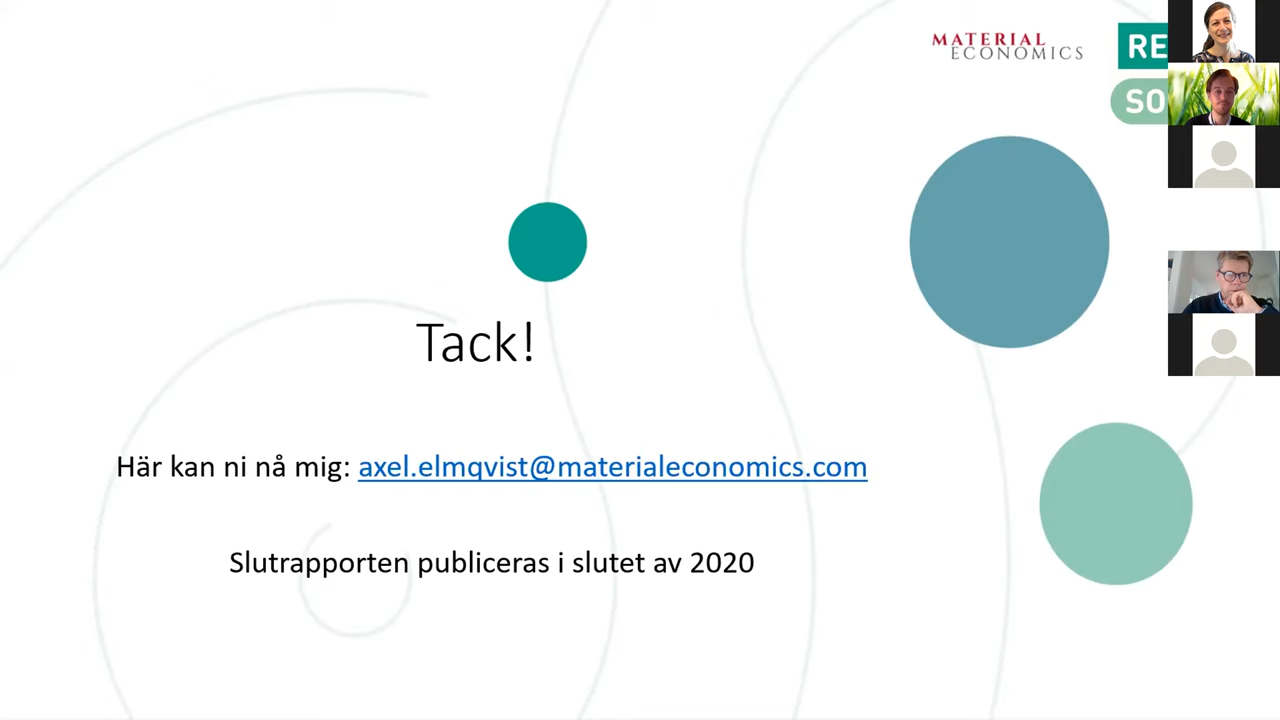 MATERIAL
ECONOMICS
RE
SO
Tack!
Här kan ni nå mig: axel.elmqvist@materialeconomics.com
Slutrapporten publiceras i slutet av 2020